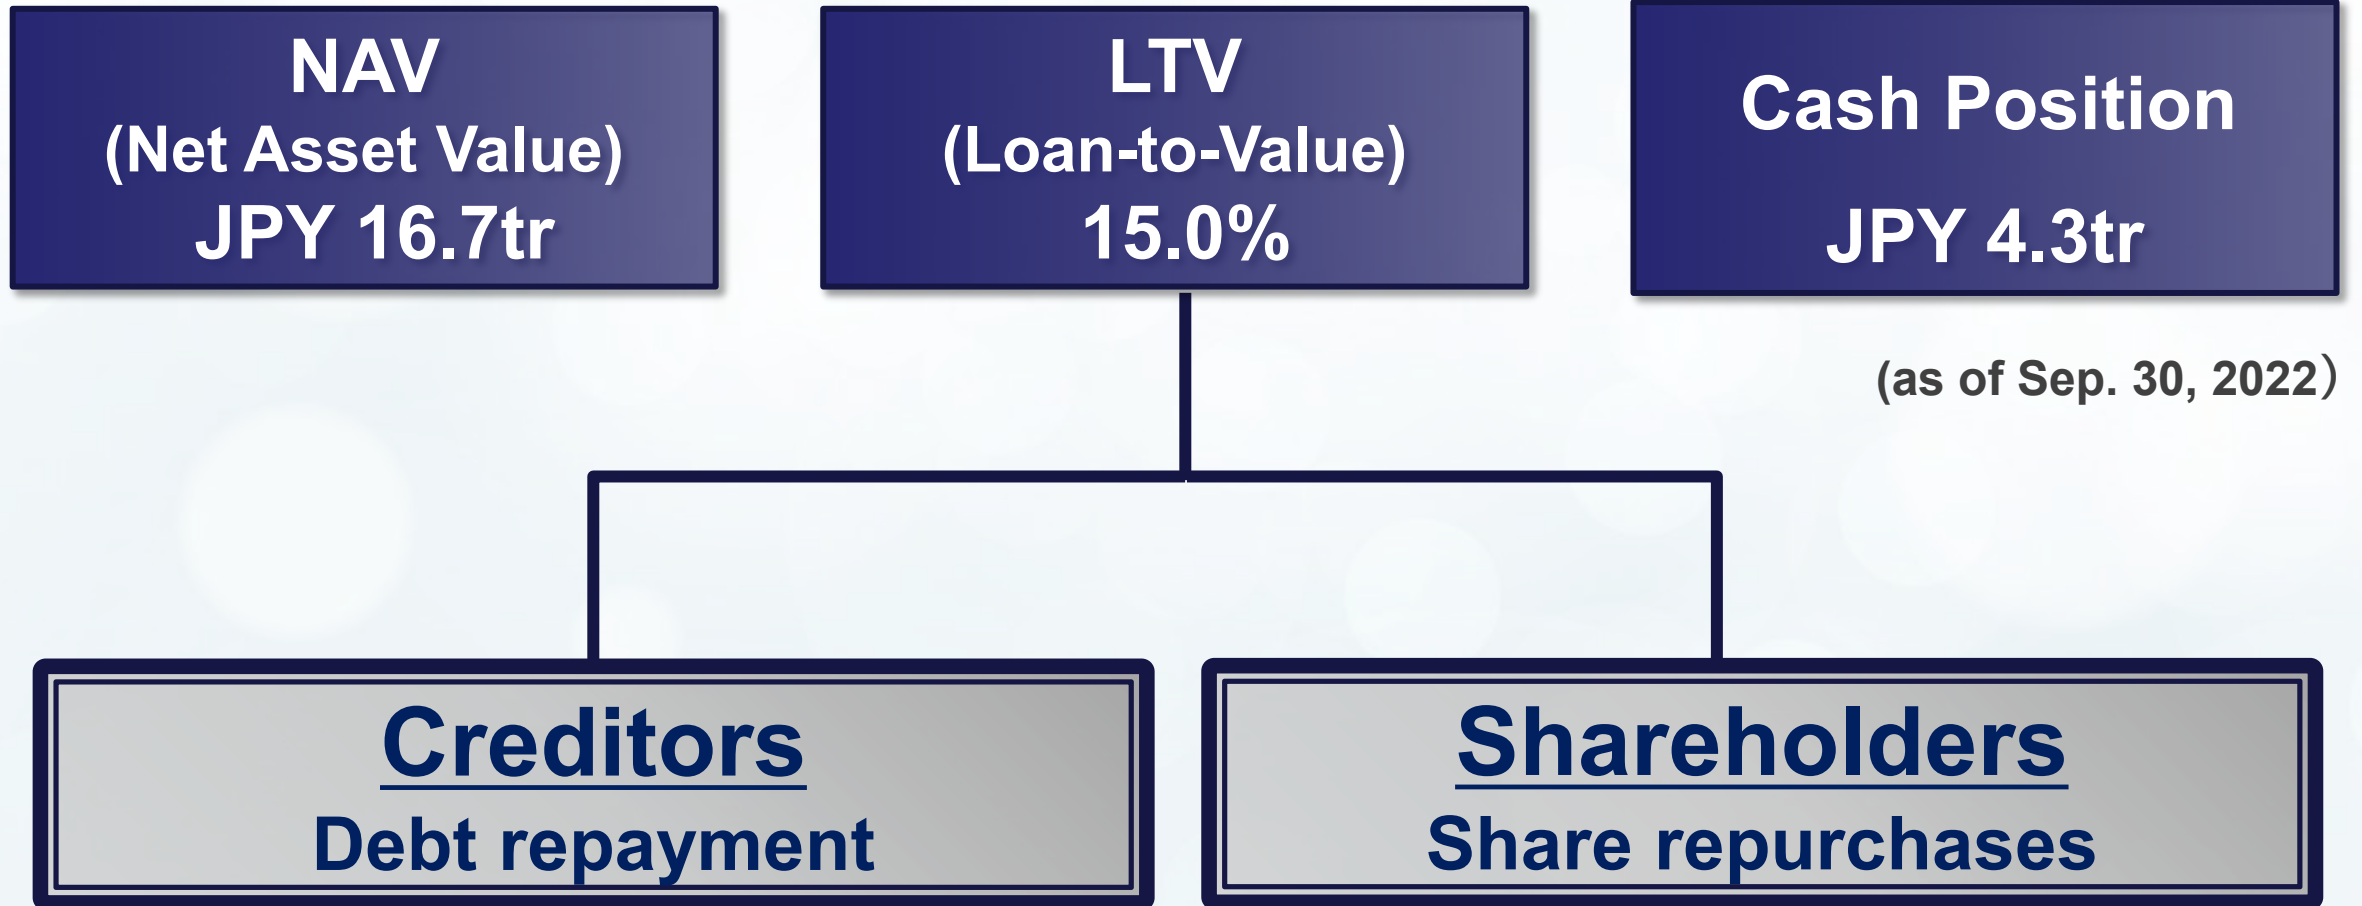 NAV
(Net Asset Value)
JPY 16.7tr
LTV
(Loan-to-Value)
15.0%
Cash Position
JPY 4.3tr
(as of Sep. 30, 2022）
Creditors
Debt repayment
Shareholders
Share repurchases